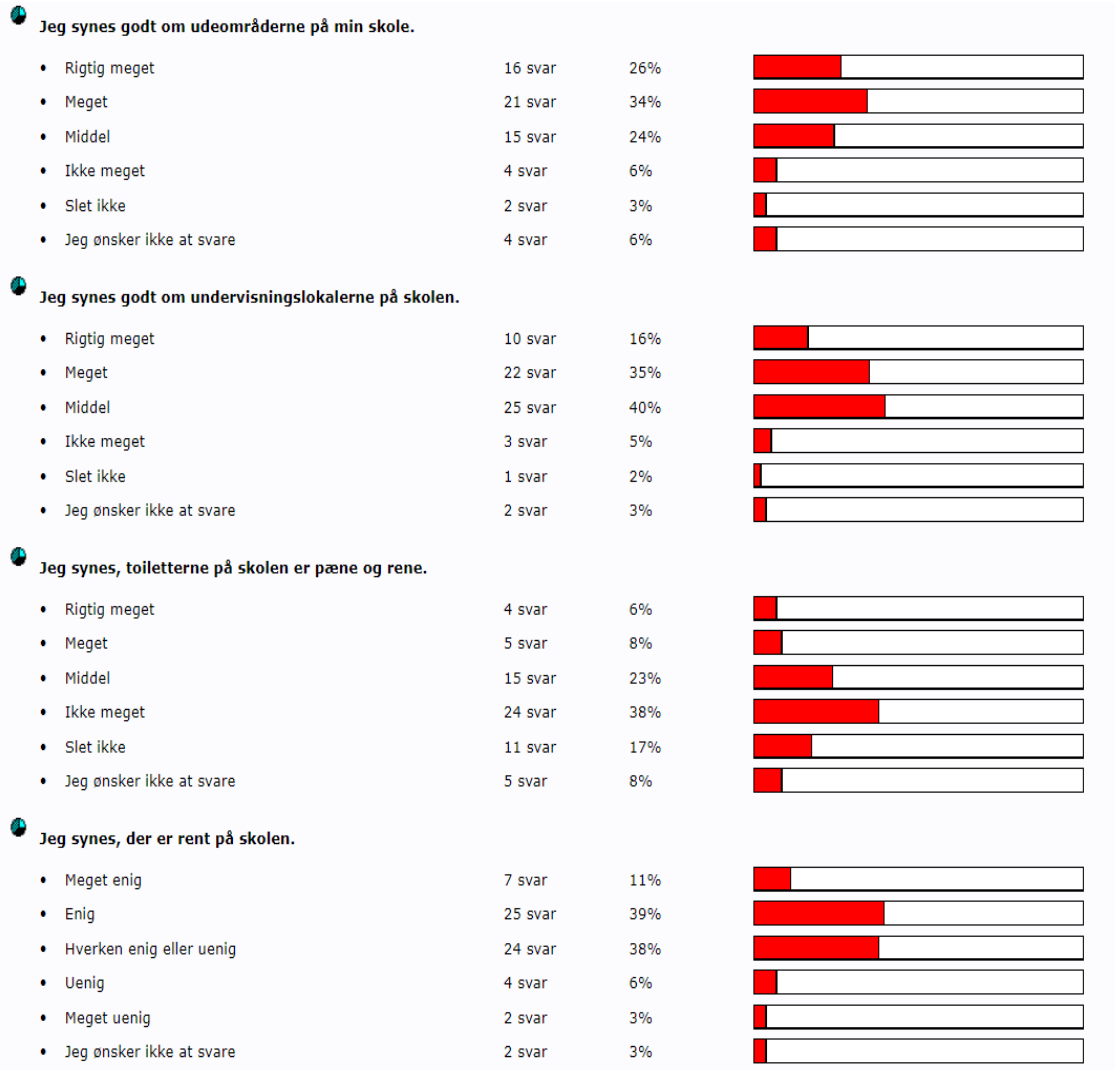 Jeg synes godt om udeområderne på min skole.
• Rigtig meget 16 svar 26%
• Meget 21 svar 34%
• Middel 15 svar 24%
• Ikke meget 4 svar 6%
• Slet ikke 2 svar 3%
• Jeg ønsker ikke at svare 4 svar 6%
Jeg synes godt om undervisningslokalerne på skolen.
• Rigtig meget 10 svar 16%
• Meget 22 svar 35%
• Middel 25 svar 40%
• Ikke meget 3 svar 5%
• Slet ikke 1 svar 2%
• Jeg ønsker ikke at svare 2 svar 3%
Jeg synes, toiletterne på skolen er pæne og rene.
• Rigtig meget 4 svar 6%
• Meget 5 svar 8%
• Middel 15 svar 23%
• Ikke meget 24 svar 38%
• Slet ikke 11 svar 17%
• Jeg ønsker ikke at svare 5 svar 8%
Jeg synes, der er rent på skolen.
• Meget enig 7 svar 11%
• Enig 25 svar 39%
• Hverken enig eller uenig 24 svar 38%
• Uenig 4 svar 6%
• Meget uenig 2 svar 3%
• Jeg ønsker ikke at svare 2 svar 3%